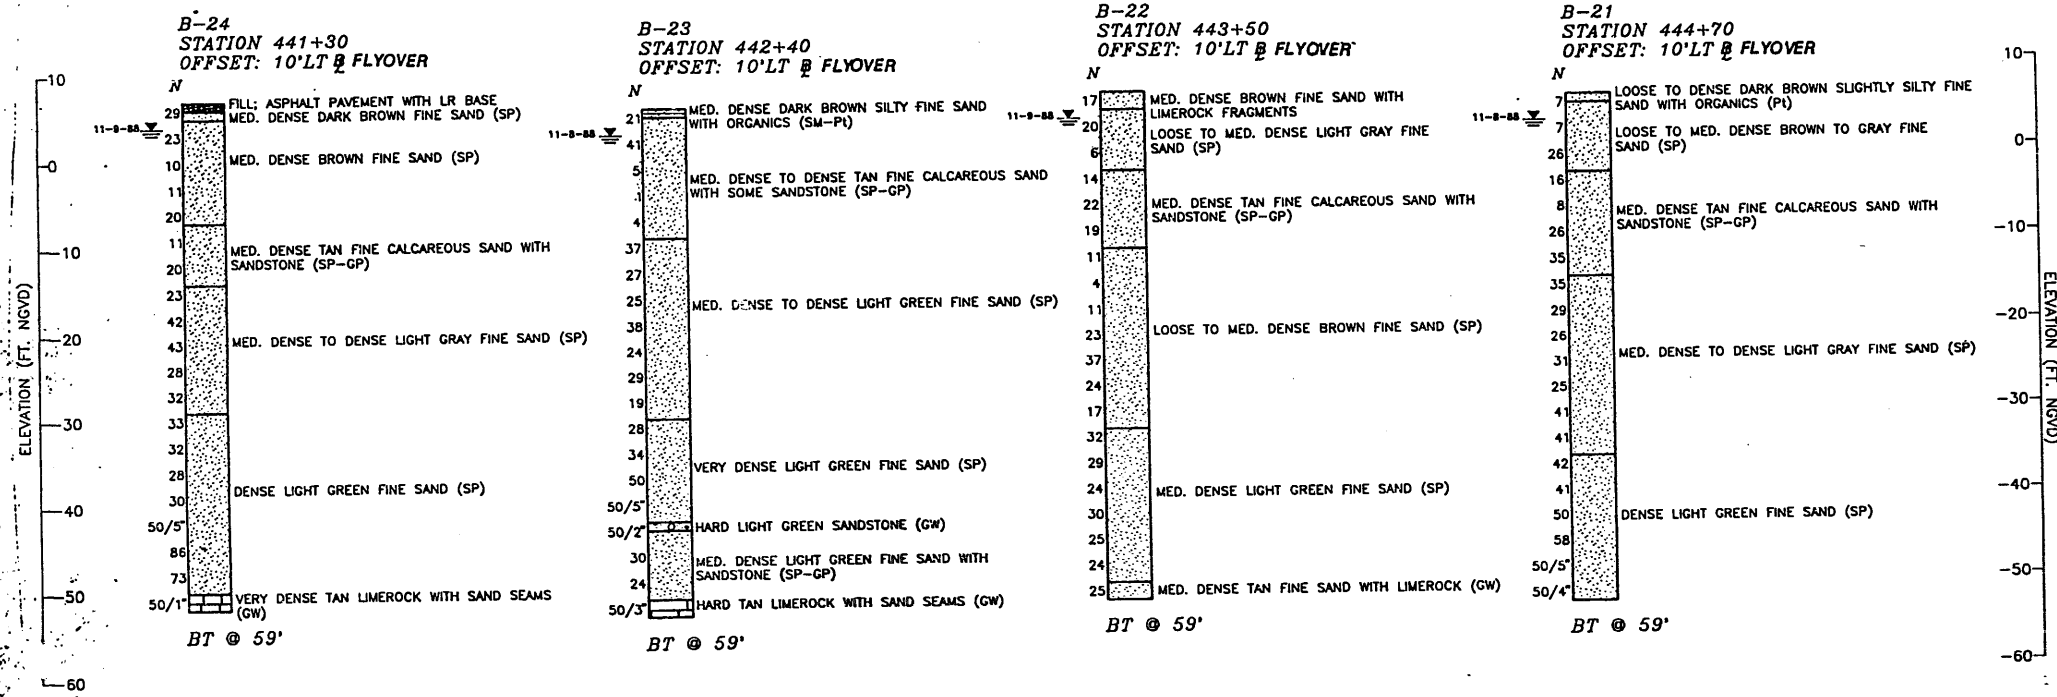 B-24
STATION 441+30
OFFSET: 10'LT ⅊ FLYOVER
N
FILL; ASPHALT PAVEMENT WITH LR BASE
MED. DENSE DARK BROWN FINE SAND (SP)
11-9-88
MED. DENSE BROWN FINE SAND (SP)
MED. DENSE TAN FINE CALCAREOUS SAND WITH
SANDSTONE (SP-GP)
MED. DENSE TO DENSE LIGHT GRAY FINE SAND (SP)
DENSE LIGHT GREEN FINE SAND (SP)
VERY DENSE TAN LIMEROCK WITH SAND SEAMS
(GW)
29
23
10
11
20
11
20
23
42
43
28
32
33
32
28
30
50/5"
86
73
50/1"
BT @ 59'
B-23
STATION 442+40
OFFSET: 10'LT ⅊ FLYOVER
N
MED. DENSE DARK BROWN SILTY FINE SAND
WITH ORGANICS (SM-Pt)
11-8-88
MED. DENSE TO DENSE TAN FINE CALCAREOUS SAND
WITH SOME SANDSTONE (SP-GP)
MED. DENSE TO DENSE LIGHT GREEN FINE SAND (SP)
VERY DENSE LIGHT GREEN FINE SAND (SP)
HARD LIGHT GREEN SANDSTONE (GW)
MED. DENSE LIGHT GREEN FINE SAND WITH
SANDSTONE (SP-GP)
HARD TAN LIMEROCK WITH SAND SEAMS (GW)
21
41
5
1
4
37
27
25
38
24
29
19
28
34
50
50/5"
50/2"
30
24
50/3"
BT @ 59'
B-22
STATION 443+50
OFFSET: 10'LT ⅊ FLYOVER
N
MED. DENSE BROWN FINE SAND WITH
LIMEROCK FRAGMENTS
11-9-88
LOOSE TO MED. DENSE LIGHT GRAY FINE
SAND (SP)
MED. DENSE TAN FINE CALCAREOUS SAND WITH
SANDSTONE (SP-GP)
LOOSE TO MED. DENSE BROWN FINE SAND (SP)
MED. DENSE LIGHT GREEN FINE SAND (SP)
MED. DENSE TAN FINE SAND WITH LIMEROCK (GW)
17
20
6
14
22
19
11
4
11
23
37
24
17
32
29
24
30
25
24
25
BT @ 59'
B-21
STATION 444+70
OFFSET: 10'LT ⅊ FLYOVER
N
LOOSE TO DENSE DARK BROWN SLIGHTLY SILTY FINE
SAND WITH ORGANICS (Pt)
11-8-88
LOOSE TO MED. DENSE BROWN TO GRAY FINE
SAND (SP)
MED. DENSE TAN FINE CALCAREOUS SAND WITH
SANDSTONE (SP-GP)
MED. DENSE TO DENSE LIGHT GRAY FINE SAND (SP)
DENSE LIGHT GREEN FINE SAND (SP)
7
7
26
16
8
26
35
35
29
26
31
25
41
41
42
41
50
58
50/5"
50/4"
BT @ 59'
10
0
-10
-20
-30
-40
-50
-60
ELEVATION (FT. NGVD)
10
0
-10
-20
-30
-40
-50
-60
ELEVATION (FT. NGVD)